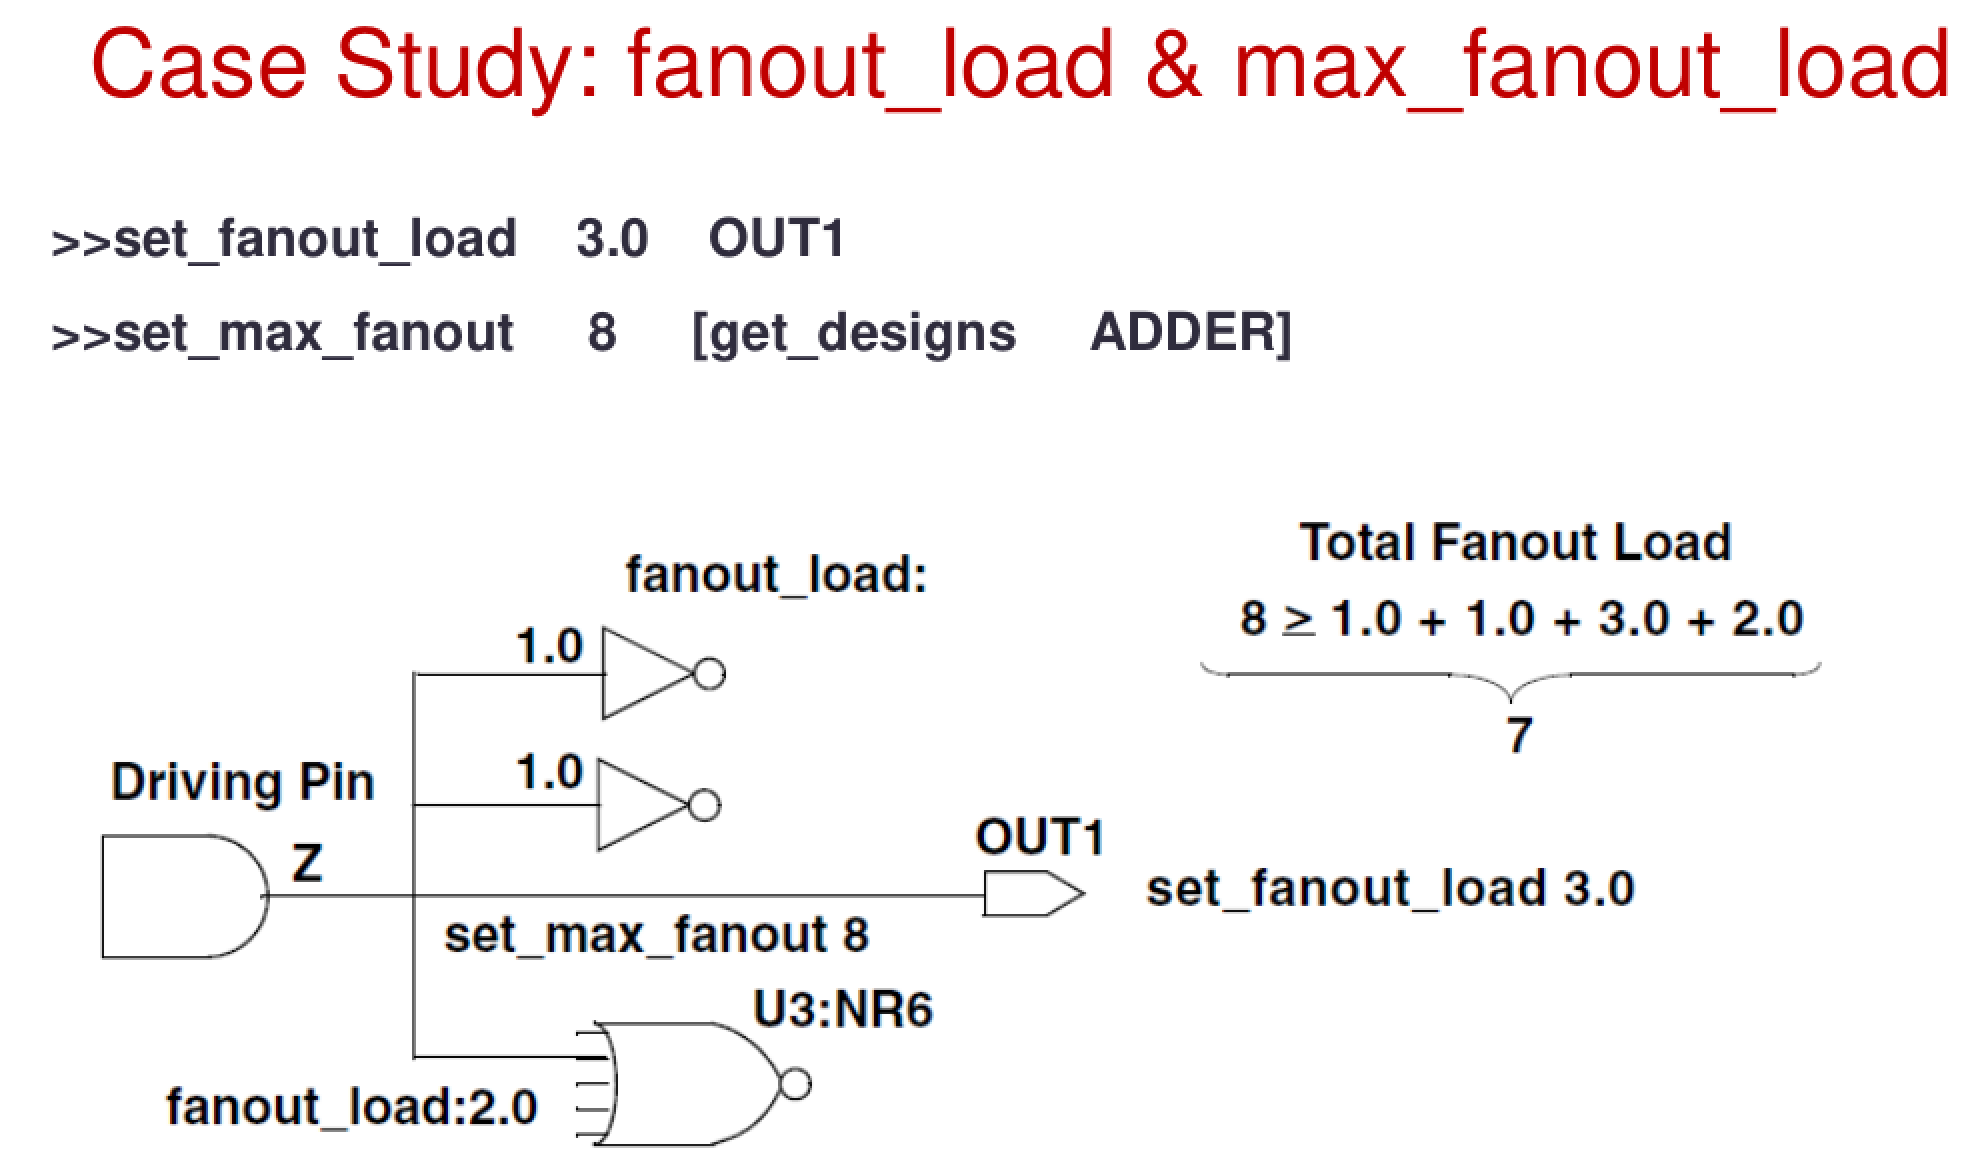 Case Study: fanout_load & max_fanout_load
>>set_fanout_load 3.0 OUT1
>>set_max_fanout 8 [get_designs ADDER]
fanout_load:
Total Fanout Load
8 ≥ 1.0 + 1.0 + 3.0 + 2.0
7
1.0
1.0
Driving Pin
Z
OUT1
set_fanout_load 3.0
set_max_fanout 8
U3:NR6
fanout_load:2.0